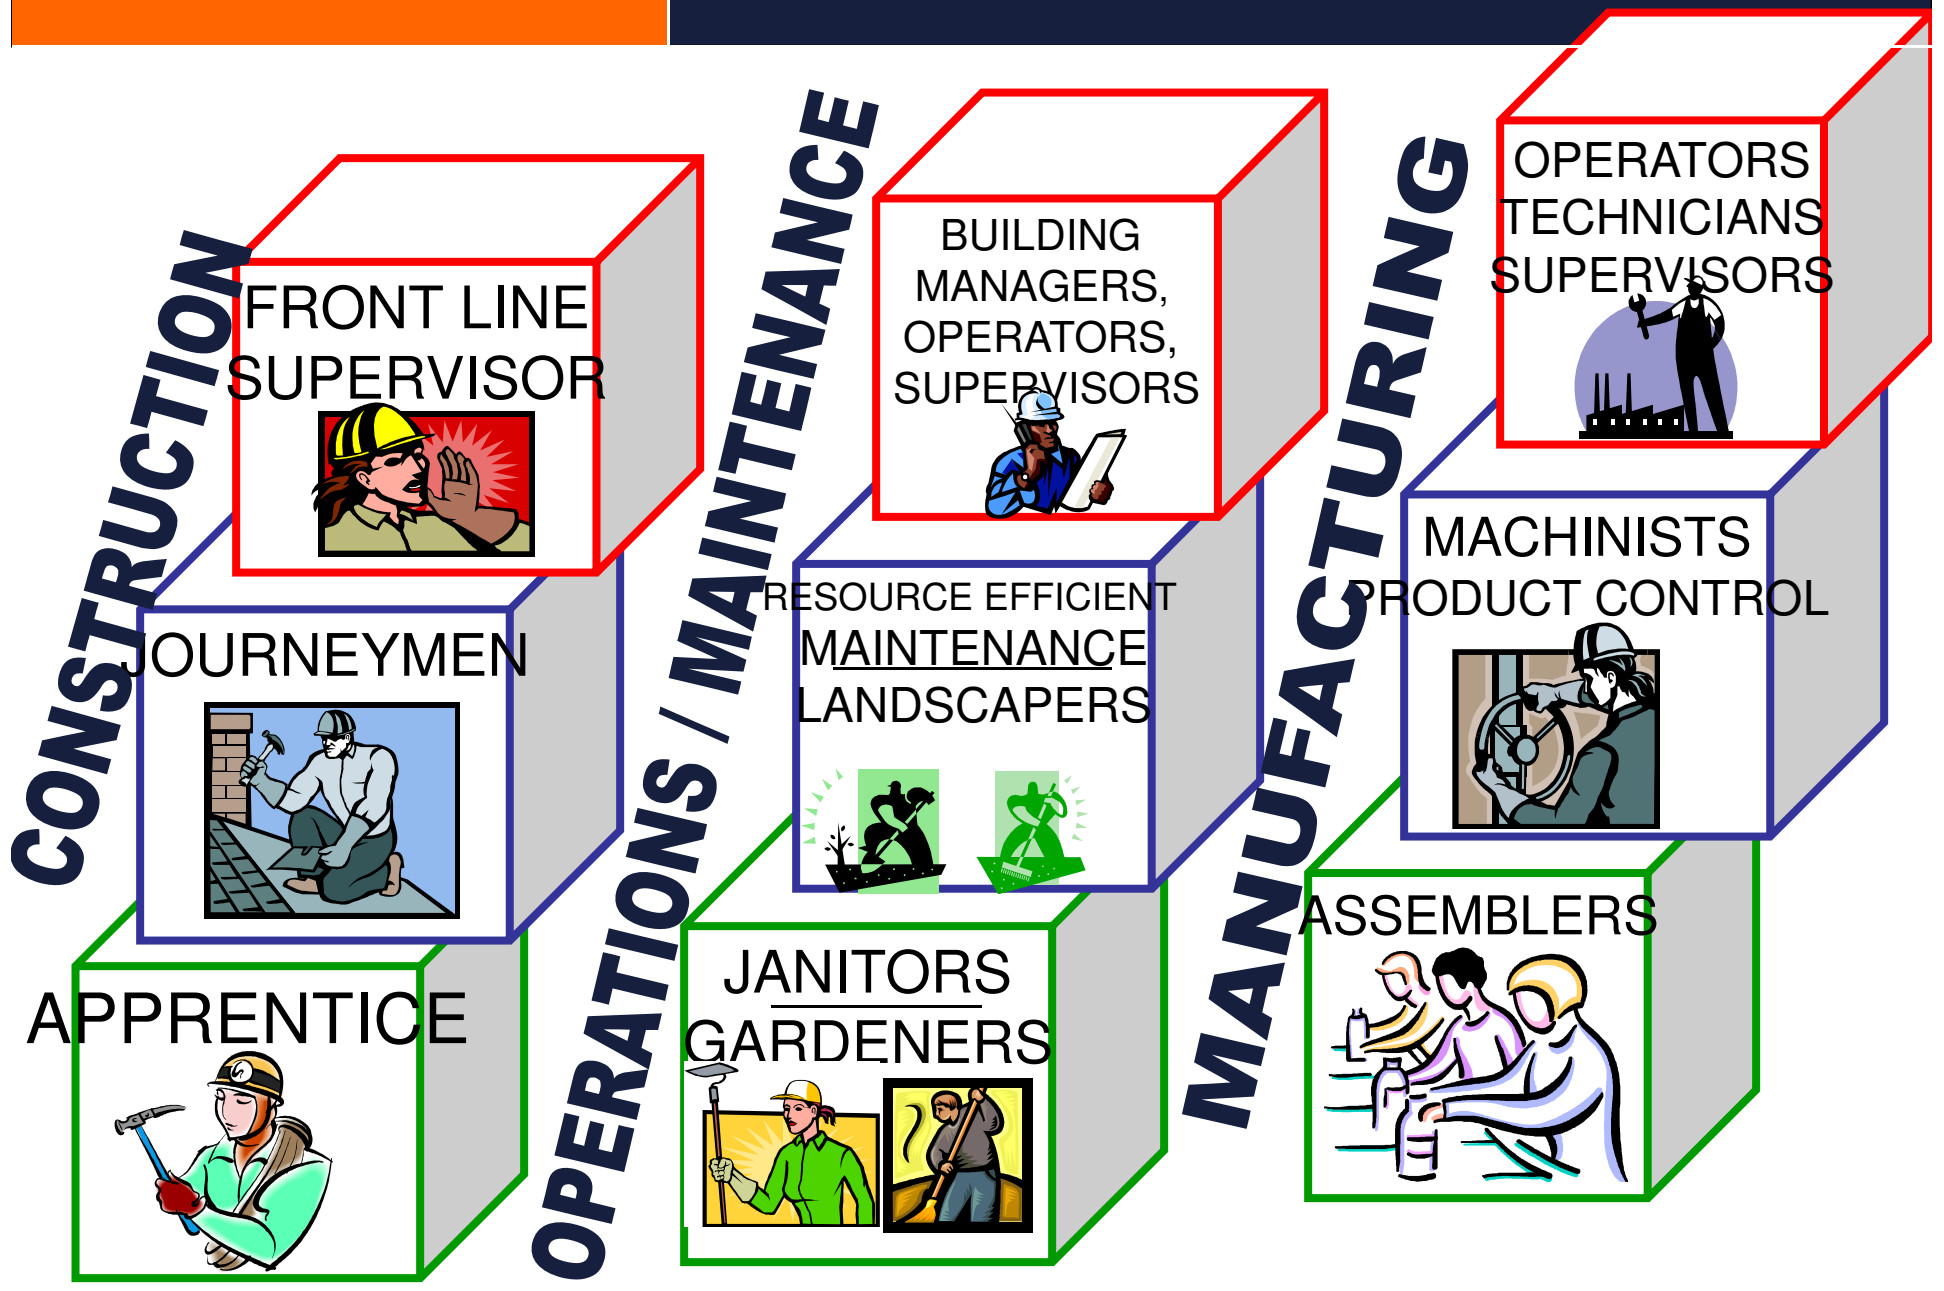 CONSTRUCTION
FRONT LINE
SUPERVISOR
JOURNEYMEN
APPRENTICE
OPERATIONS / MAINTENANCE
BUILDING
MANAGERS,
OPERATORS,
SUPERVISORS
RESOURCE EFFICIENT
MAINTENANCE
LANDSCAPERS
JANITORS
GARDENERS
MANUFACTURING
OPERATORS
TECHNICIANS
SUPERVISORS
MACHINISTS
PRODUCT CONTROL
ASSEMBLERS